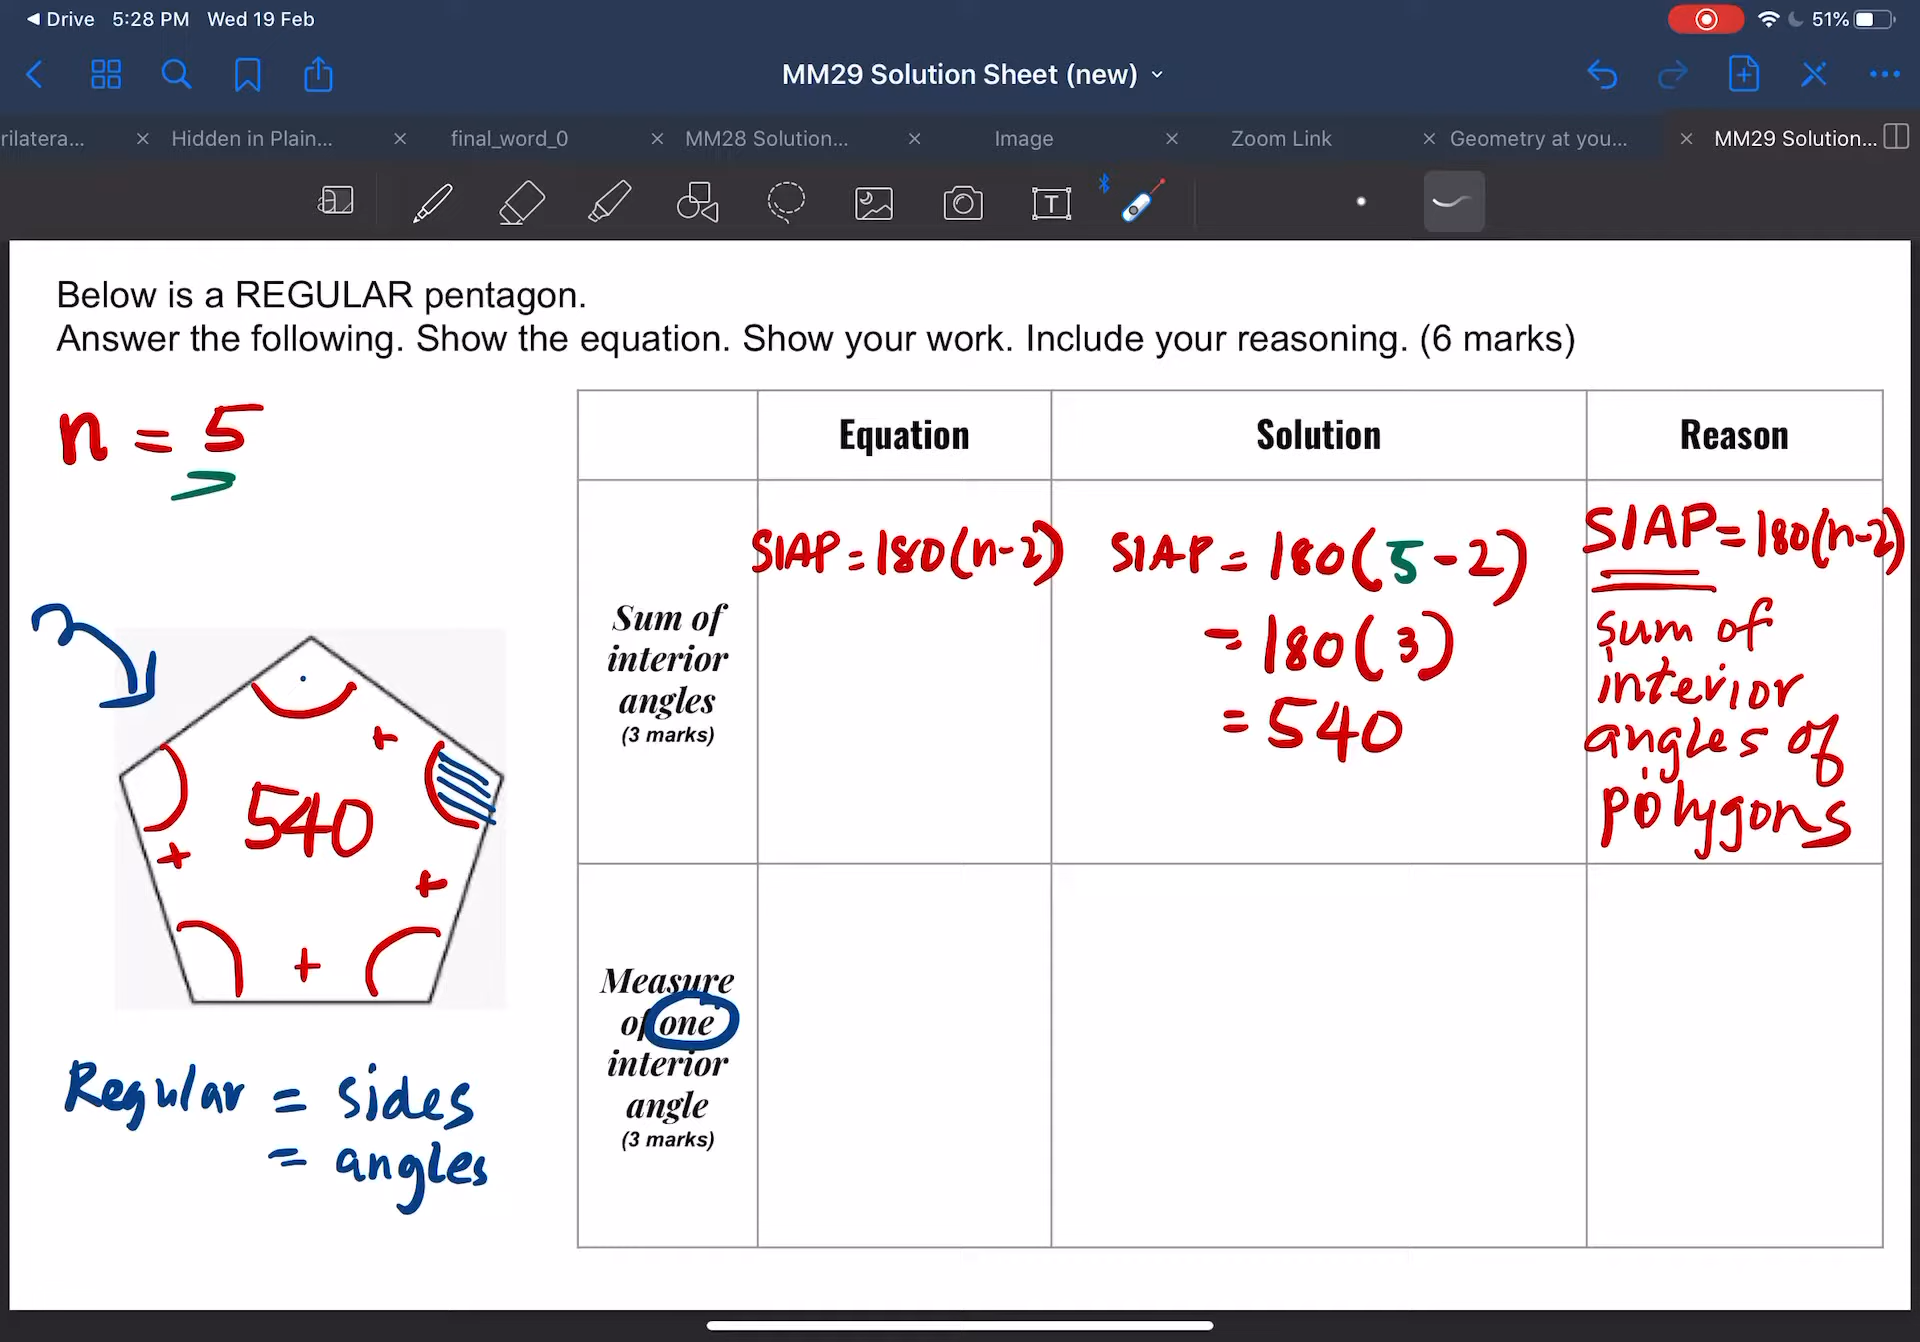 Drive 5:28 PM Wed 19 Feb
51%
MM29 Solution Sheet (new)
rilatera...
Hidden in Plain...
final_word_0
MM28 Solution...
Image
Zoom Link
Geometry at you...
MM29 Solution...
Below is a REGULAR pentagon.
Answer the following. Show the equation. Show your work. Include your reasoning. (6 marks)
n = 5
540
Regular = sides
= angles
Equation
Solution
Reason
Sum of
interior
angles
(3 marks)
SIAP=180(n-2)
SIAP = 180(5-2)
= 180(3)
= 540
SIAP=180(n-2)
sum of
interior
angles of
polygons
Measure
of one
interior
angle
(3 marks)